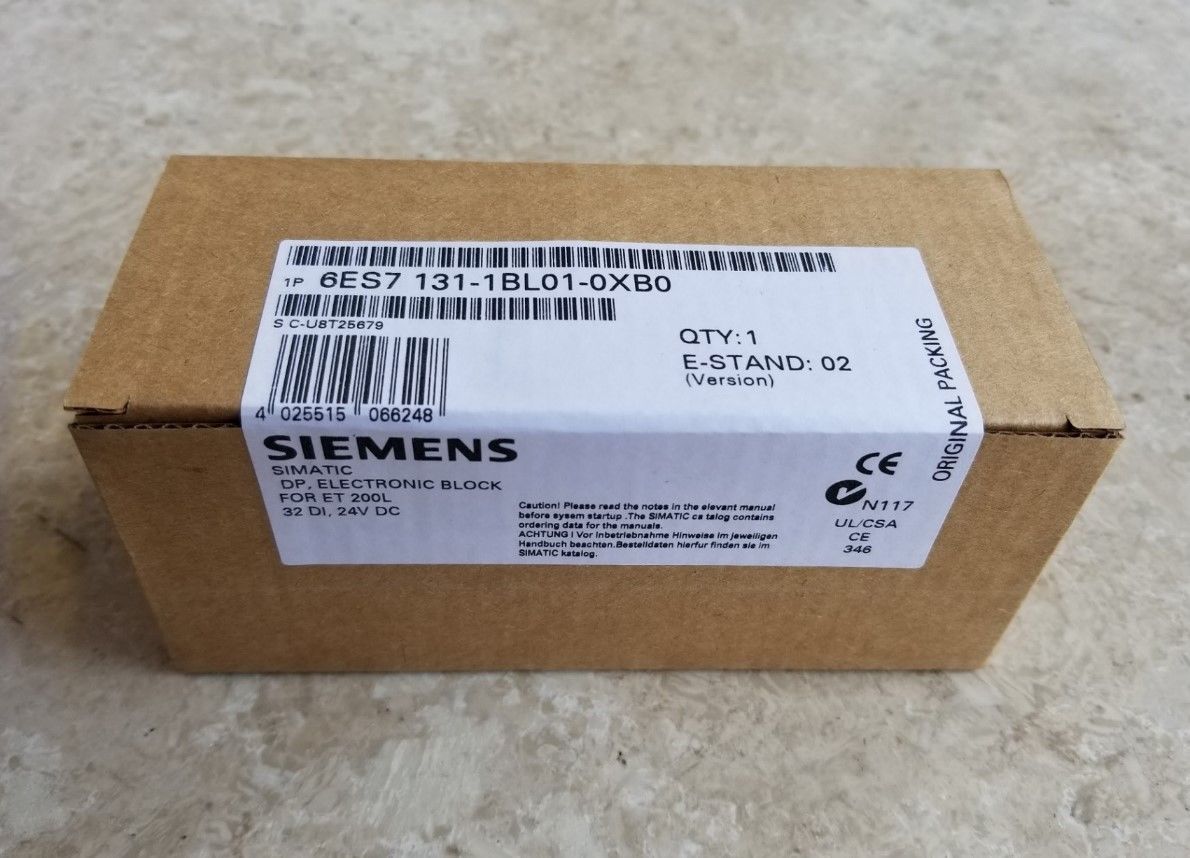 1P 6ES7 131-1BL01-0XB0
S C-U8T25679
4 025515 066248
QTY: 1
E-STAND: 02
(Version)
ORIGINAL PACKING
SIEMENS
SIMATIC
DP, ELECTRONIC BLOCK
FOR ET 200L
32 DI, 24V DC
Caution! Please read the notes in the elevant manual
before sysem startup .The SIMATIC ca talog contains
ordering data for the manuals.
ACHTUNG ! Vor Inbetriebnahme Hinweise im jeweiligen
Handbuch beachten.Bestelldaten hierfur finden sie im
SIMATIC katalog.
CE
N117
UL/CSA
CE
346